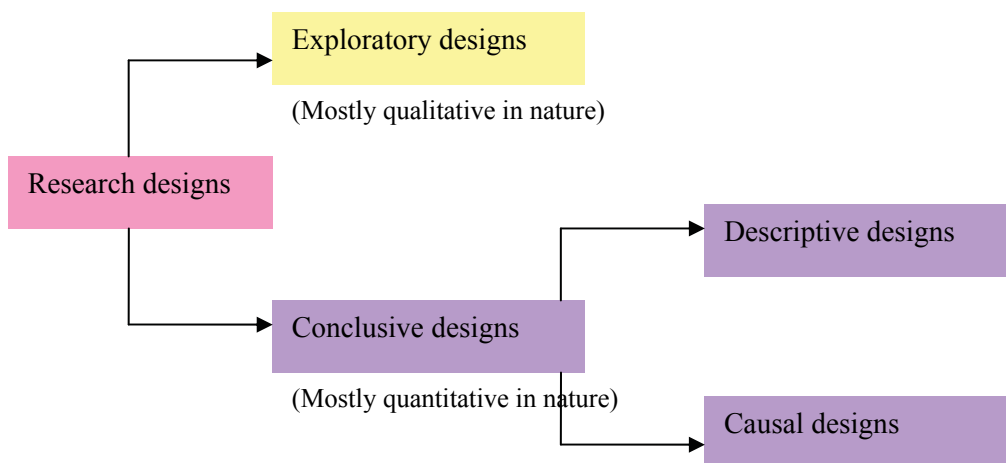 Exploratory designs
(Mostly qualitative in nature)
Research designs
Descriptive designs
Conclusive designs
(Mostly quantitative in nature)
Causal designs